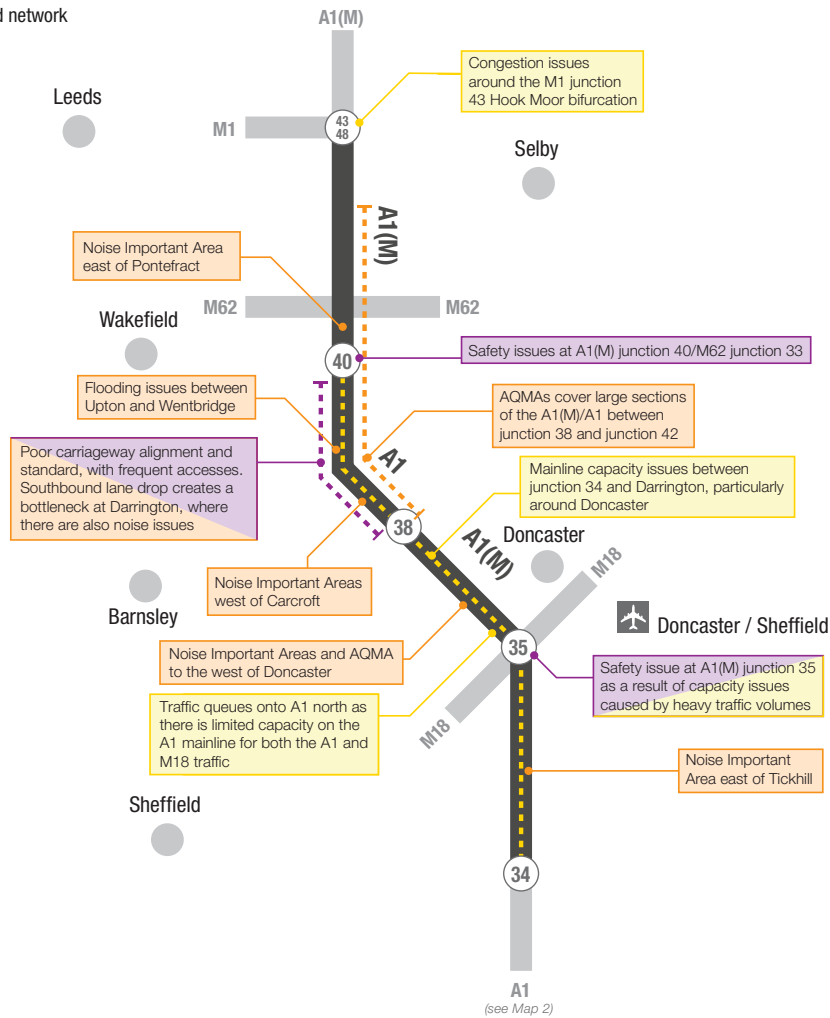 d network
A1(M)
Congestion issues
around the M1 junction
43 Hook Moor bifurcation
Leeds
M1
43
48
Selby
A1(M)
Noise Important Area
east of Pontefract
M62
M62
Wakefield
40
Safety issues at A1(M) junction 40/M62 junction 33
Flooding issues between
Upton and Wentbridge
AQMAs cover large sections
of the A1(M)/A1 between
junction 38 and junction 42
Poor carriageway alignment and
standard, with frequent accesses.
Southbound lane drop creates a
bottleneck at Darrington, where
there are also noise issues
A1
Mainline capacity issues between
junction 34 and Darrington, particularly
around Doncaster
38
A1(M)
Doncaster
M18
Noise Important Areas
west of Carcroft
Barnsley
Doncaster / Sheffield
35
Noise Important Areas and AQMA
to the west of Doncaster
Safety issue at A1(M) junction 35
as a result of capacity issues
caused by heavy traffic volumes
M18
Traffic queues onto A1 north as
there is limited capacity on the
A1 mainline for both the A1 and
M18 traffic
Noise Important
Area east of Tickhill
Sheffield
34
A1
(see Map 2)